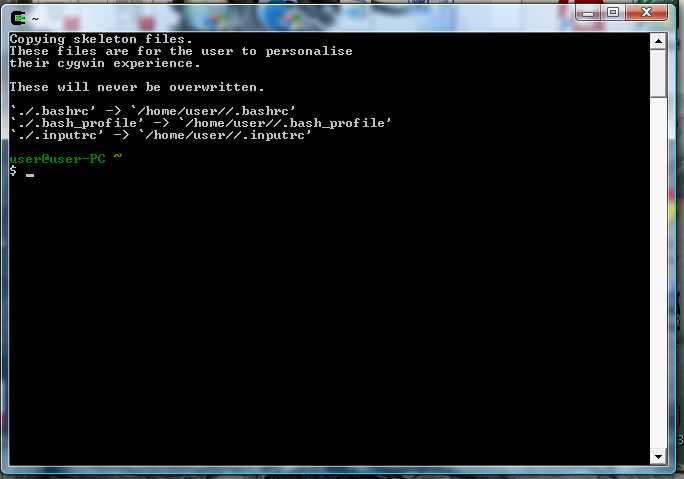 ~
Copying skeleton files.
These files are for the user to personalise
their cygwin experience.
These will never be overwritten.
`./.bashrc' -> `/home/user//.bashrc'
`./.bash_profile' -> `/home/user//.bash_profile'
`./.inputrc' -> `/home/user//.inputrc'
user@user-PC ~
$